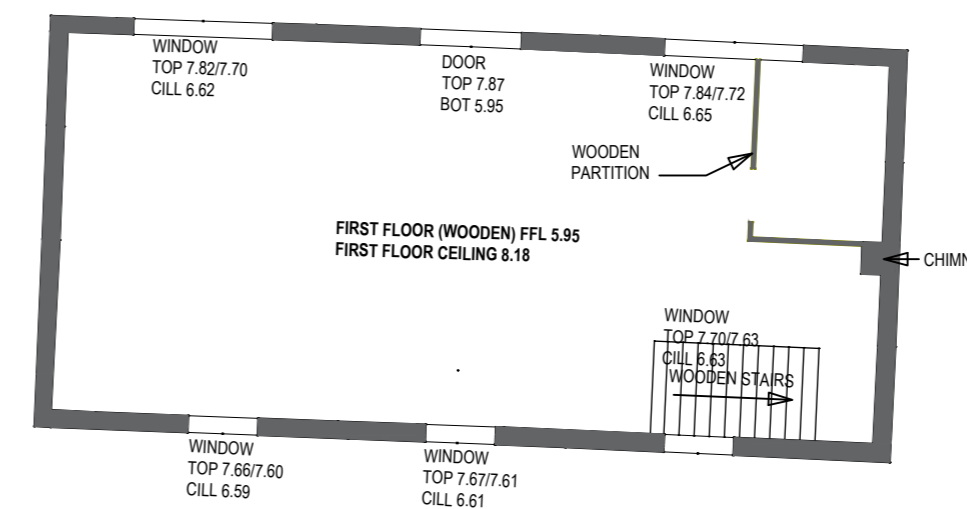 WINDOW
TOP 7.82/7.70
CILL 6.62
DOOR
TOP 7.87
BOT 5.95
WINDOW
TOP 7.84/7.72
CILL 6.65
WOODEN
PARTITION
FIRST FLOOR (WOODEN) FFL 5.95
FIRST FLOOR CEILING 8.18
CHIMN
WINDOW
TOP 7.70/7.63
CILL 6.63
WOODEN STAIRS
WINDOW
TOP 7.66/7.60
CILL 6.59
WINDOW
TOP 7.67/7.61
CILL 6.61